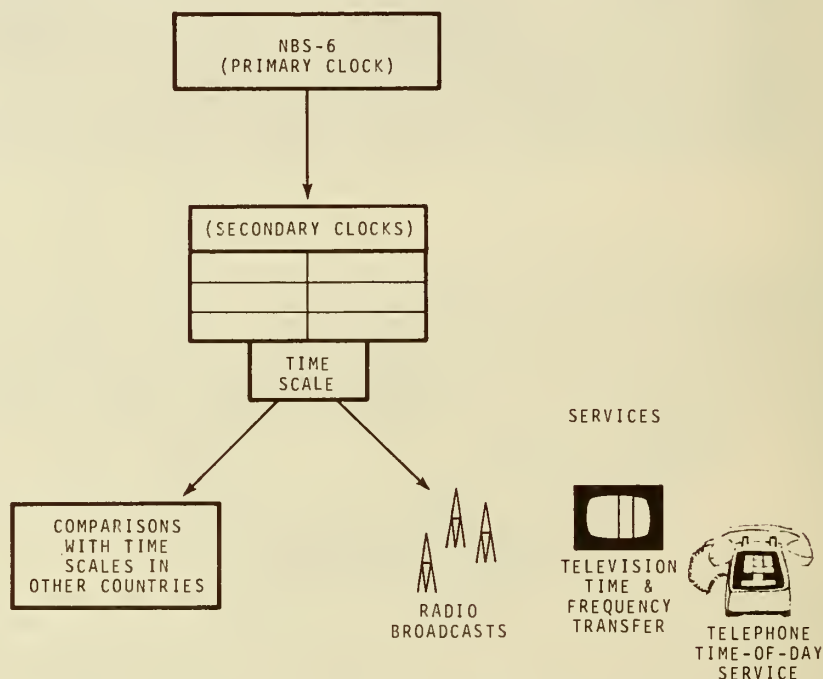 NBS-6
(PRIMARY CLOCK)
(SECONDARY CLOCKS)
TIME
SCALE
SERVICES
COMPARISONS
WITH TIME
SCALES IN
OTHER COUNTRIES
RADIO
BROADCASTS
TELEVISION
TIME &
FREQUENCY
TRANSFER
TELEPHONE
TIME-OF-DAY
SERVICE